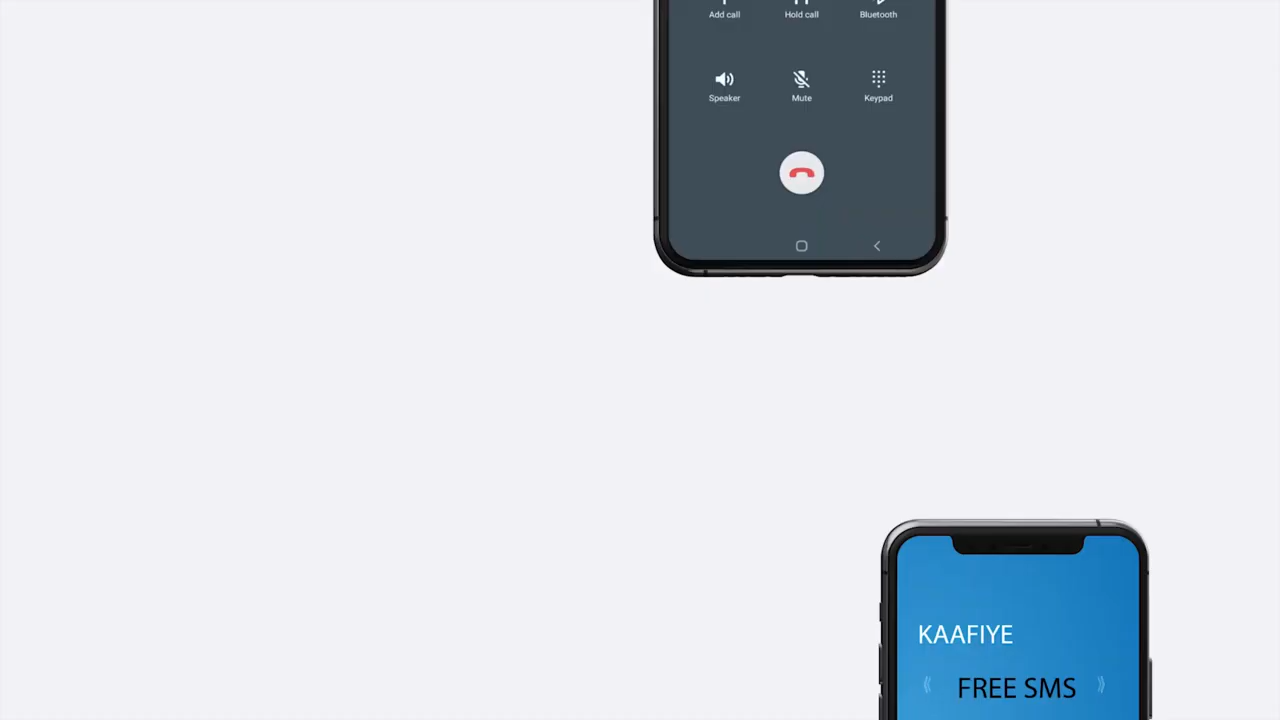 Add call Hold call Bluetooth
Speaker Mute Keypad
KAAFIYE
FREE SMS